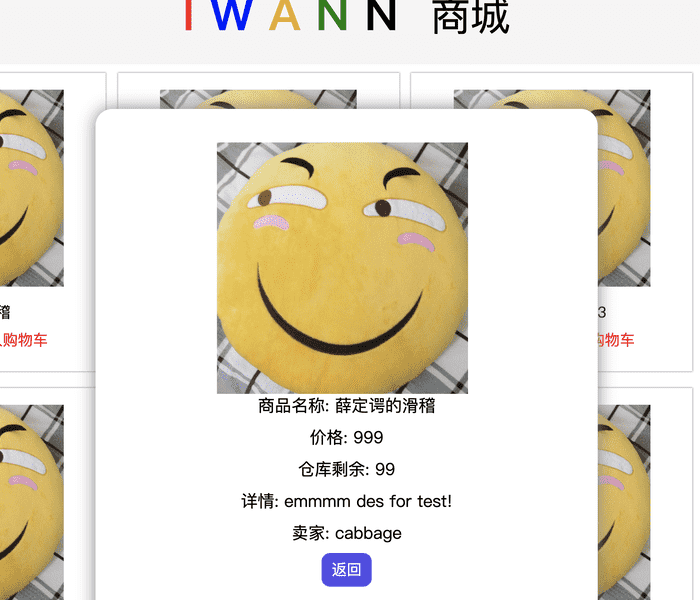 IWANN 商城
稽
购物车
3
购物车
商品名称: 薛定谔的滑稽
价格: 999
仓库剩余: 99
详情: emmmm des for test!
卖家: cabbage
返回